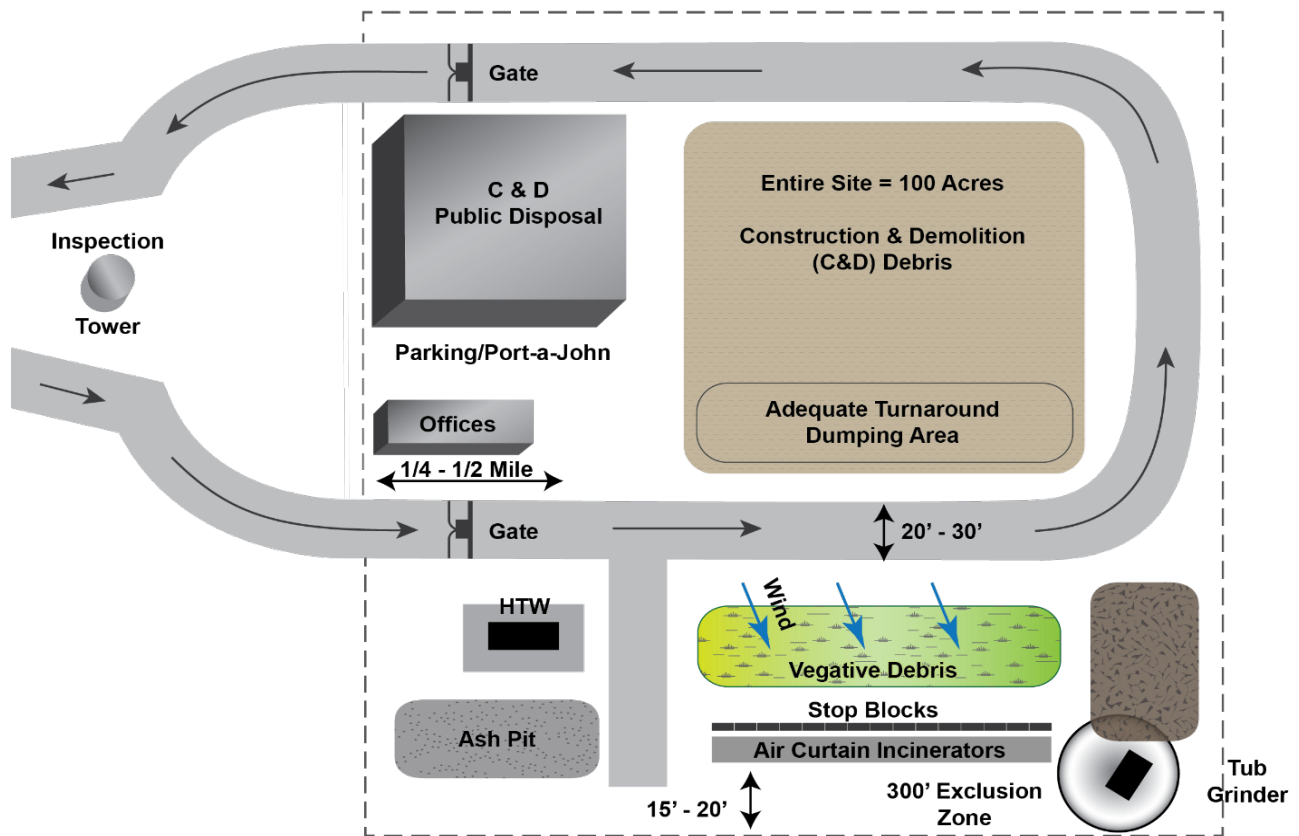 Gate
C & D
Public Disposal
Entire Site = 100 Acres
Construction & Demolition
(C&D) Debris
Inspection
Tower
Parking/Port-a-John
Adequate Turnaround
Dumping Area
Offices
1/4 - 1/2 Mile
Gate
20’ - 30’
HTW
Wind
Vegative Debris
Stop Blocks
Ash Pit
Air Curtain Incinerators
15’ - 20’
300’ Exclusion
Zone
Tub
Grinder